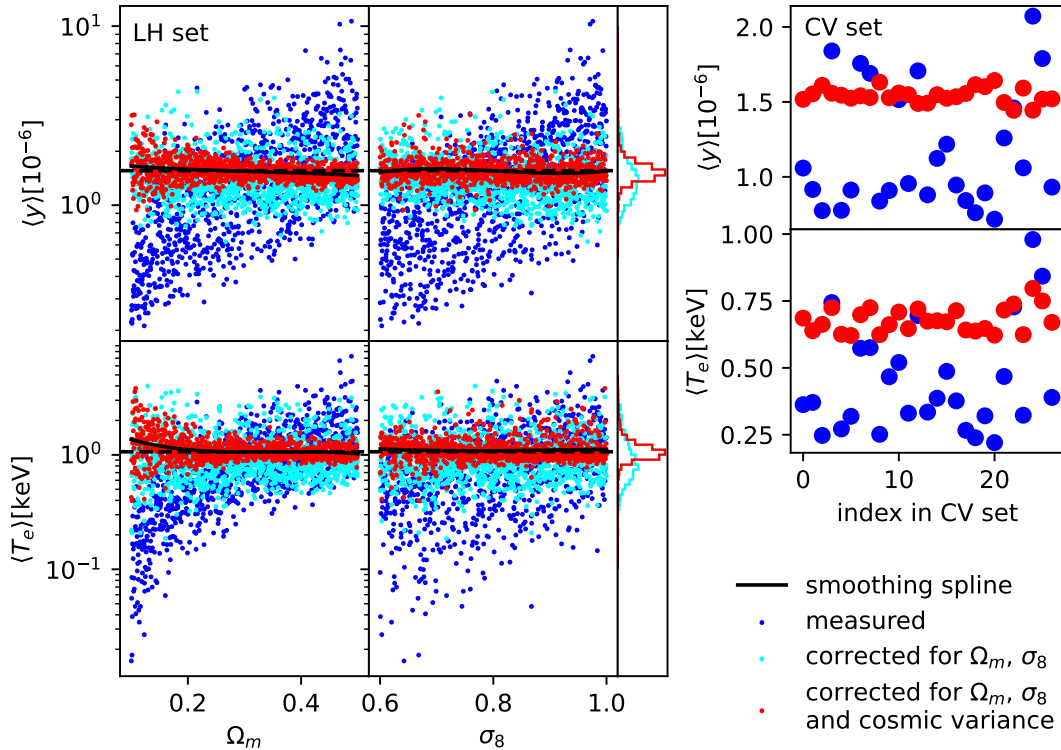 LH set
⟨y⟩[10⁻⁶]
10¹
10⁰
⟨Tₑ⟩[keV]
10⁰
10⁻¹
0.2 0.4
Ωₘ
0.6 0.8 1.0
σ₈
CV set
⟨y⟩[10⁻⁶]
2.0
1.5
1.0
⟨Tₑ⟩[keV]
1.00
0.75
0.50
0.25
0 10 20
index in CV set
smoothing spline
measured
corrected for Ωₘ, σ₈
corrected for Ωₘ, σ₈
and cosmic variance